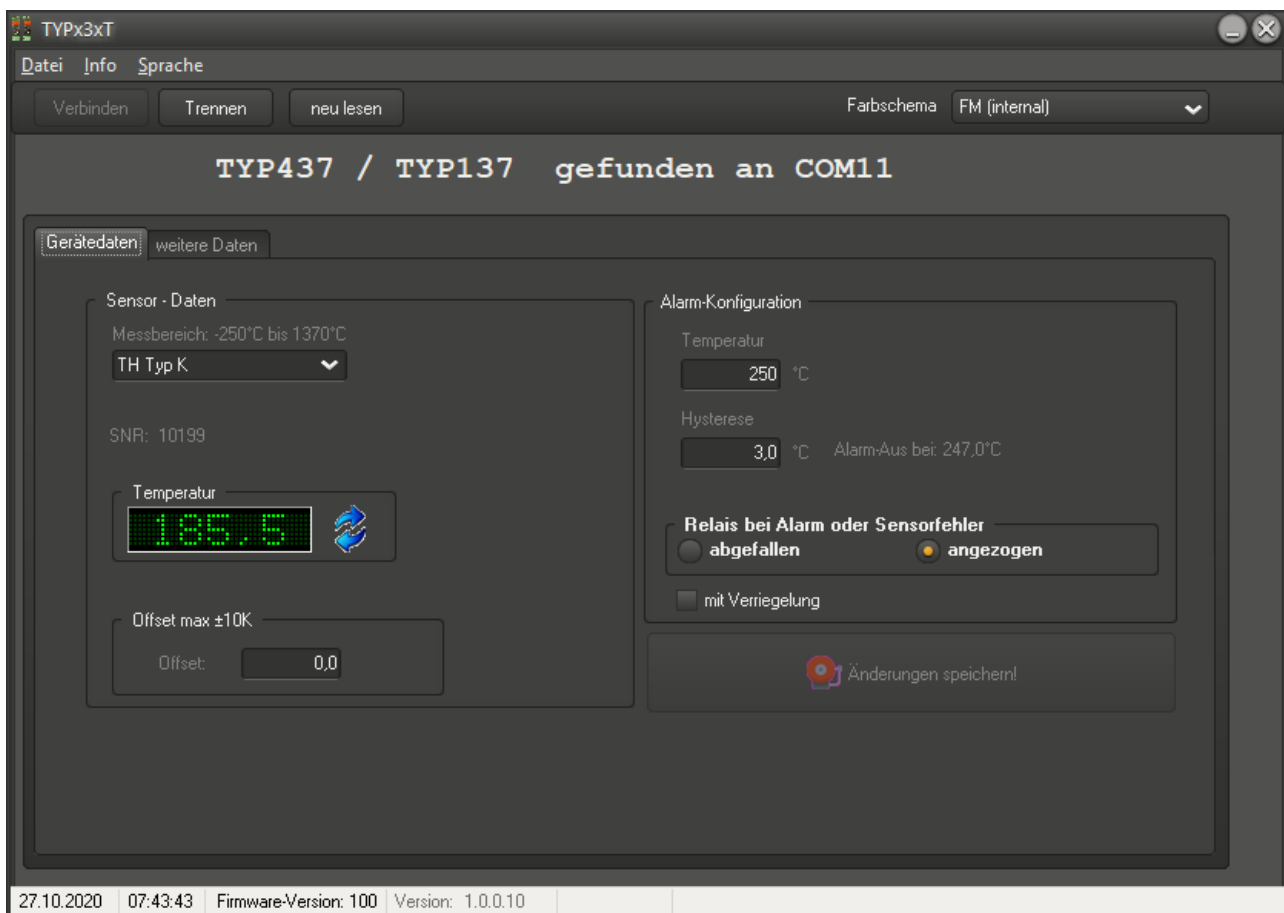 TYPx3xT
Datei Info Sprache
Verbinden Trennen neu lesen Farbschema FM (internal)
TYP437 / TYP137 gefunden an COM11
Gerätedaten weitere Daten
Sensor - Daten
Messbereich: -250°C bis 1370°C
TH Typ K
SNR: 10199
Temperatur
185,5
Offset max ±10K
Offset: 0,0
Alarm-Konfiguration
Temperatur
250 °C
Hysterese
3,0 °C Alarm-Aus bei: 247,0°C
Relais bei Alarm oder Sensorfehler
abgefallen angezogen
mit Verriegelung
Änderungen speichern!
27.10.2020 07:43:43 Firmware-Version: 100 Version: 1.0.0.10